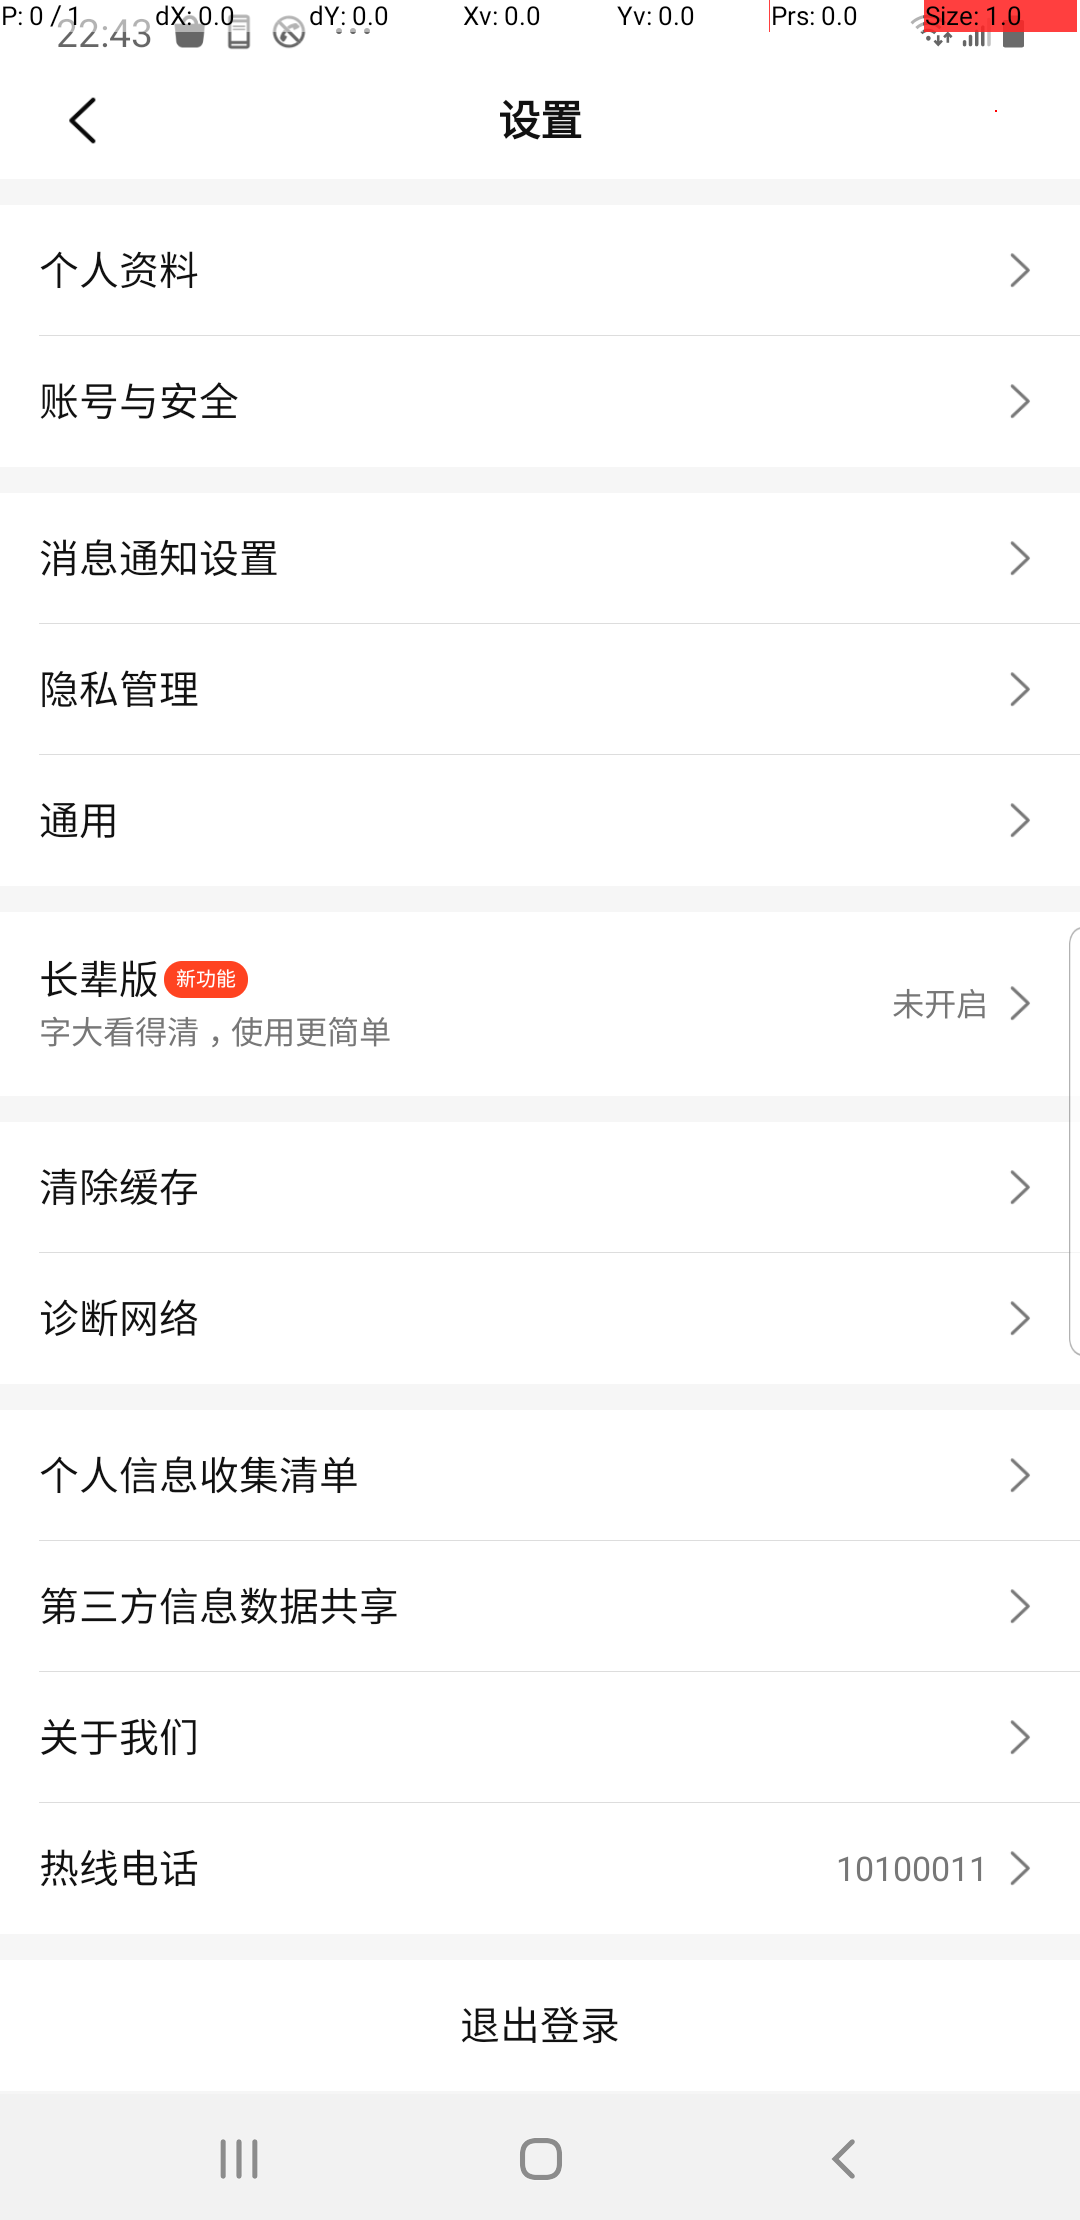 P: 0 / 1 dX: 0.0 dY: 0.0 Xv: 0.0 Yv: 0.0 Prs: 0.0 Size: 1.0
22:43
设置
个人资料
账号与安全
消息通知设置
隐私管理
通用
长辈版 新功能
字大看得清，使用更简单
未开启
清除缓存
诊断网络
个人信息收集清单
第三方信息数据共享
关于我们
热线电话 10100011
退出登录